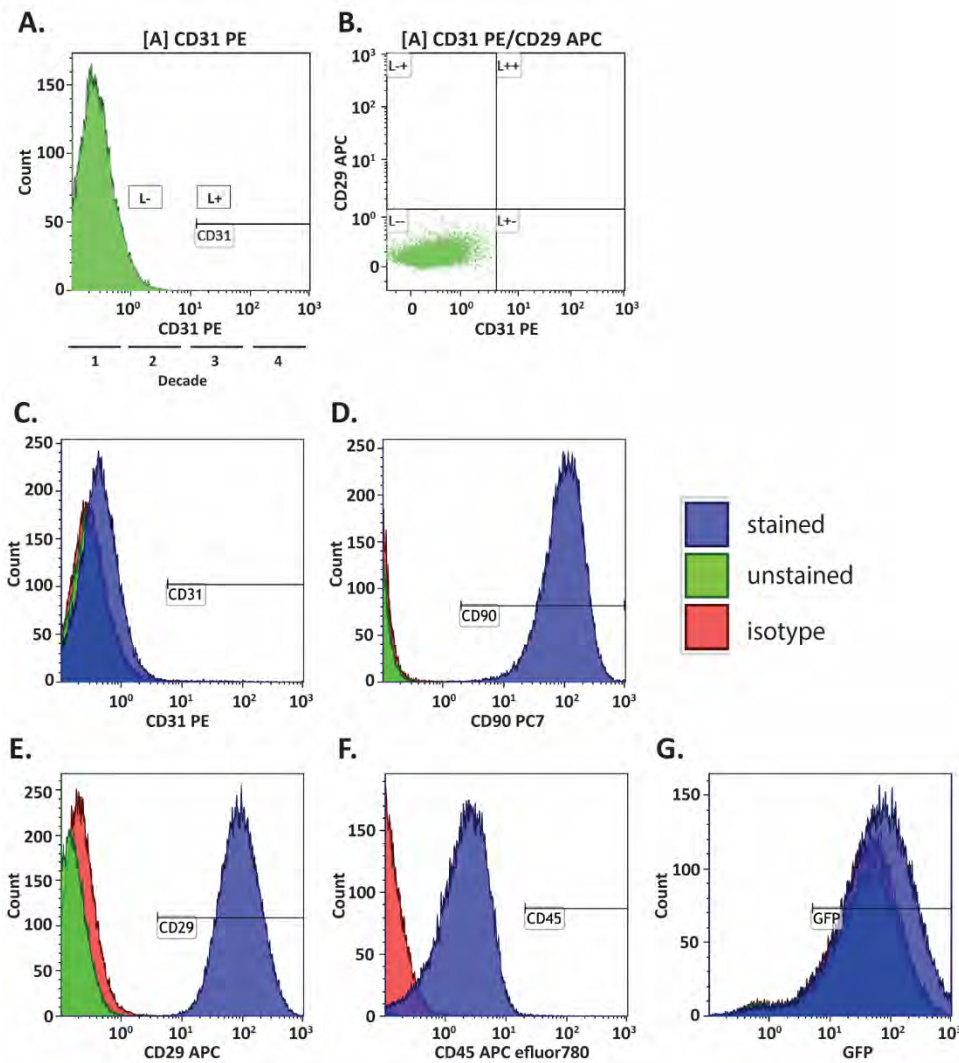 A.
[A] CD31 PE
150
100
50
0
Count
L-
L+
CD31
10⁰ 10¹ 10² 10³
CD31 PE
1 2 3 4
Decade
B.
[A] CD31 PE/CD29 APC
10³
10²
10¹
10⁰
0
CD29 APC
L-+
L++
L--
L+-
0 10⁰ 10¹ 10² 10³
CD31 PE
C.
250
200
150
100
50
0
Count
CD31
10⁰ 10¹ 10² 10³
CD31 PE
D.
250
200
150
100
50
0
Count
CD90
10⁰ 10¹ 10² 10³
CD90 PC7
stained
unstained
isotype
E.
250
200
150
100
50
0
Count
CD29
10⁰ 10¹ 10² 10³
CD29 APC
F.
150
100
50
0
Count
CD45
10⁰ 10¹ 10² 10³
CD45 APC efluor780
G.
150
100
50
0
Count
GFP
10⁰ 10¹ 10² 10³
GFP